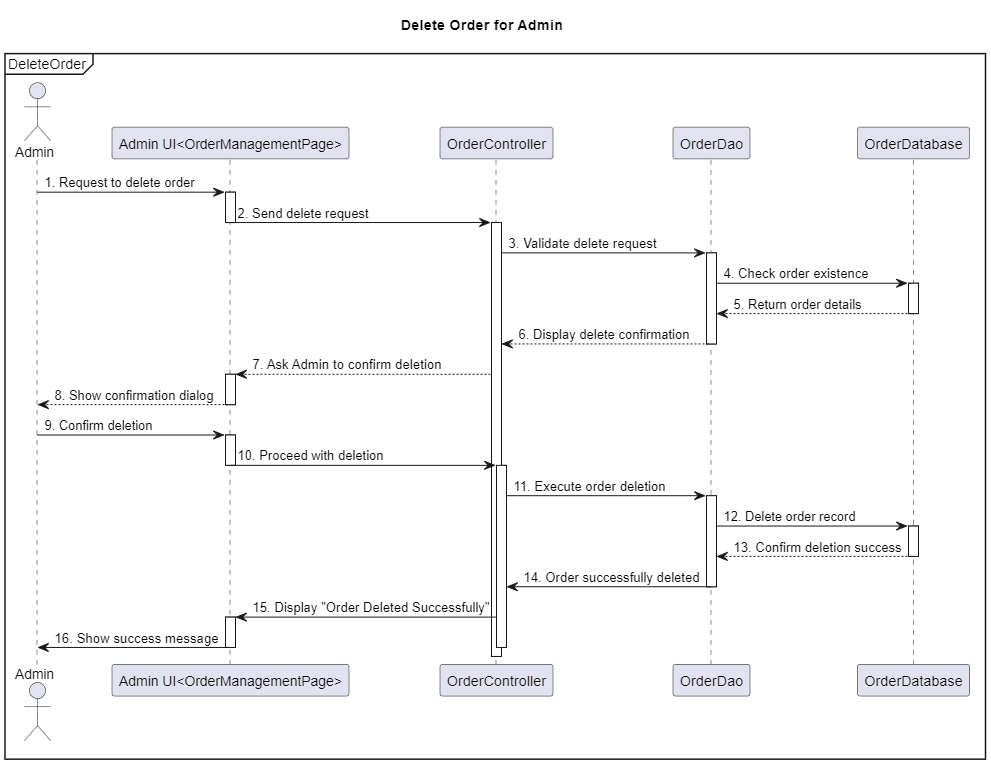 Delete Order for Admin
DeleteOrder
Admin
Admin UI<OrderManagementPage>
OrderController
OrderDao
OrderDatabase
1. Request to delete order
2. Send delete request
3. Validate delete request
4. Check order existence
5. Return order details
6. Display delete confirmation
7. Ask Admin to confirm deletion
8. Show confirmation dialog
9. Confirm deletion
10. Proceed with deletion
11. Execute order deletion
12. Delete order record
13. Confirm deletion success
14. Order successfully deleted
15. Display "Order Deleted Successfully"
16. Show success message
Admin
Admin UI<OrderManagementPage>
OrderController
OrderDao
OrderDatabase